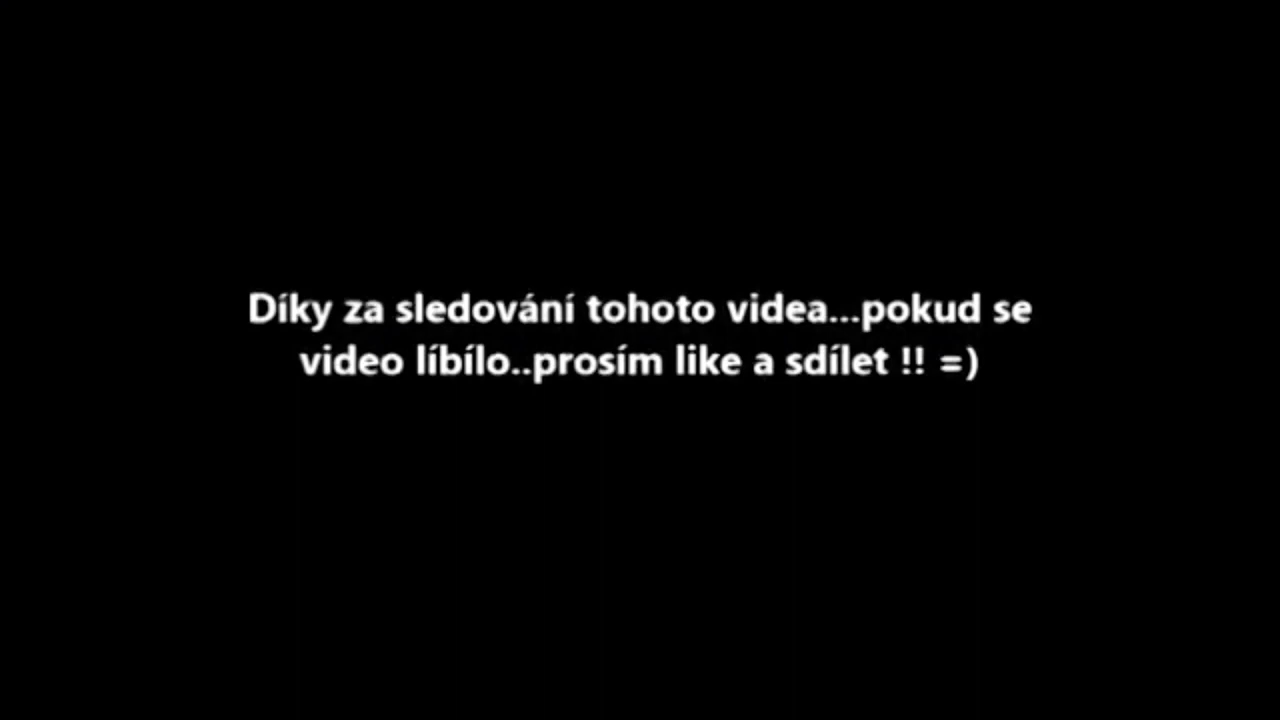 Díky za sledování tohoto videa...pokud se
video líbílo..prosím like a sdílet !! =)